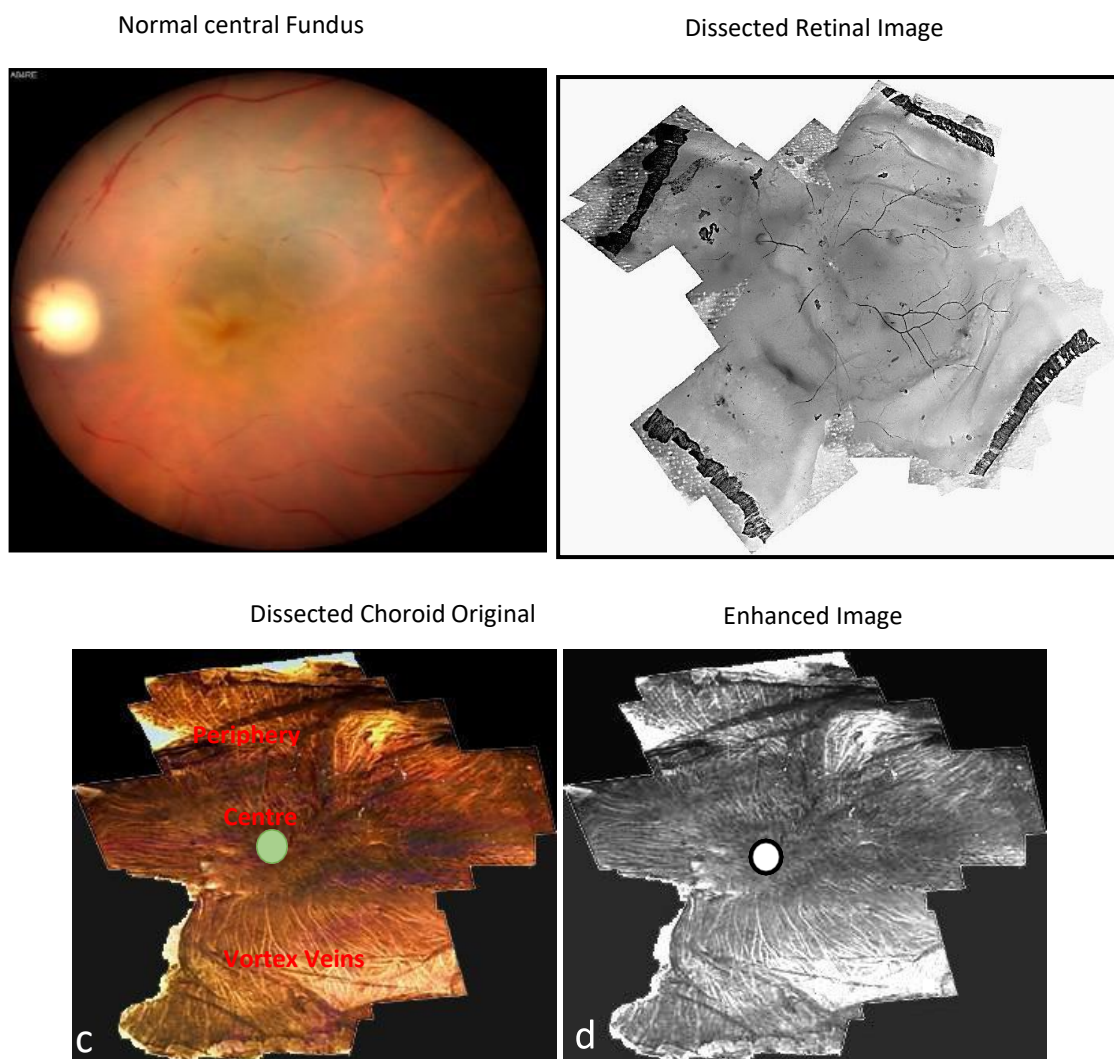 Normal central Fundus
Dissected Retinal Image
Dissected Choroid Original
Enhanced Image
Periphery
Centre
Vortex Veins
c
d